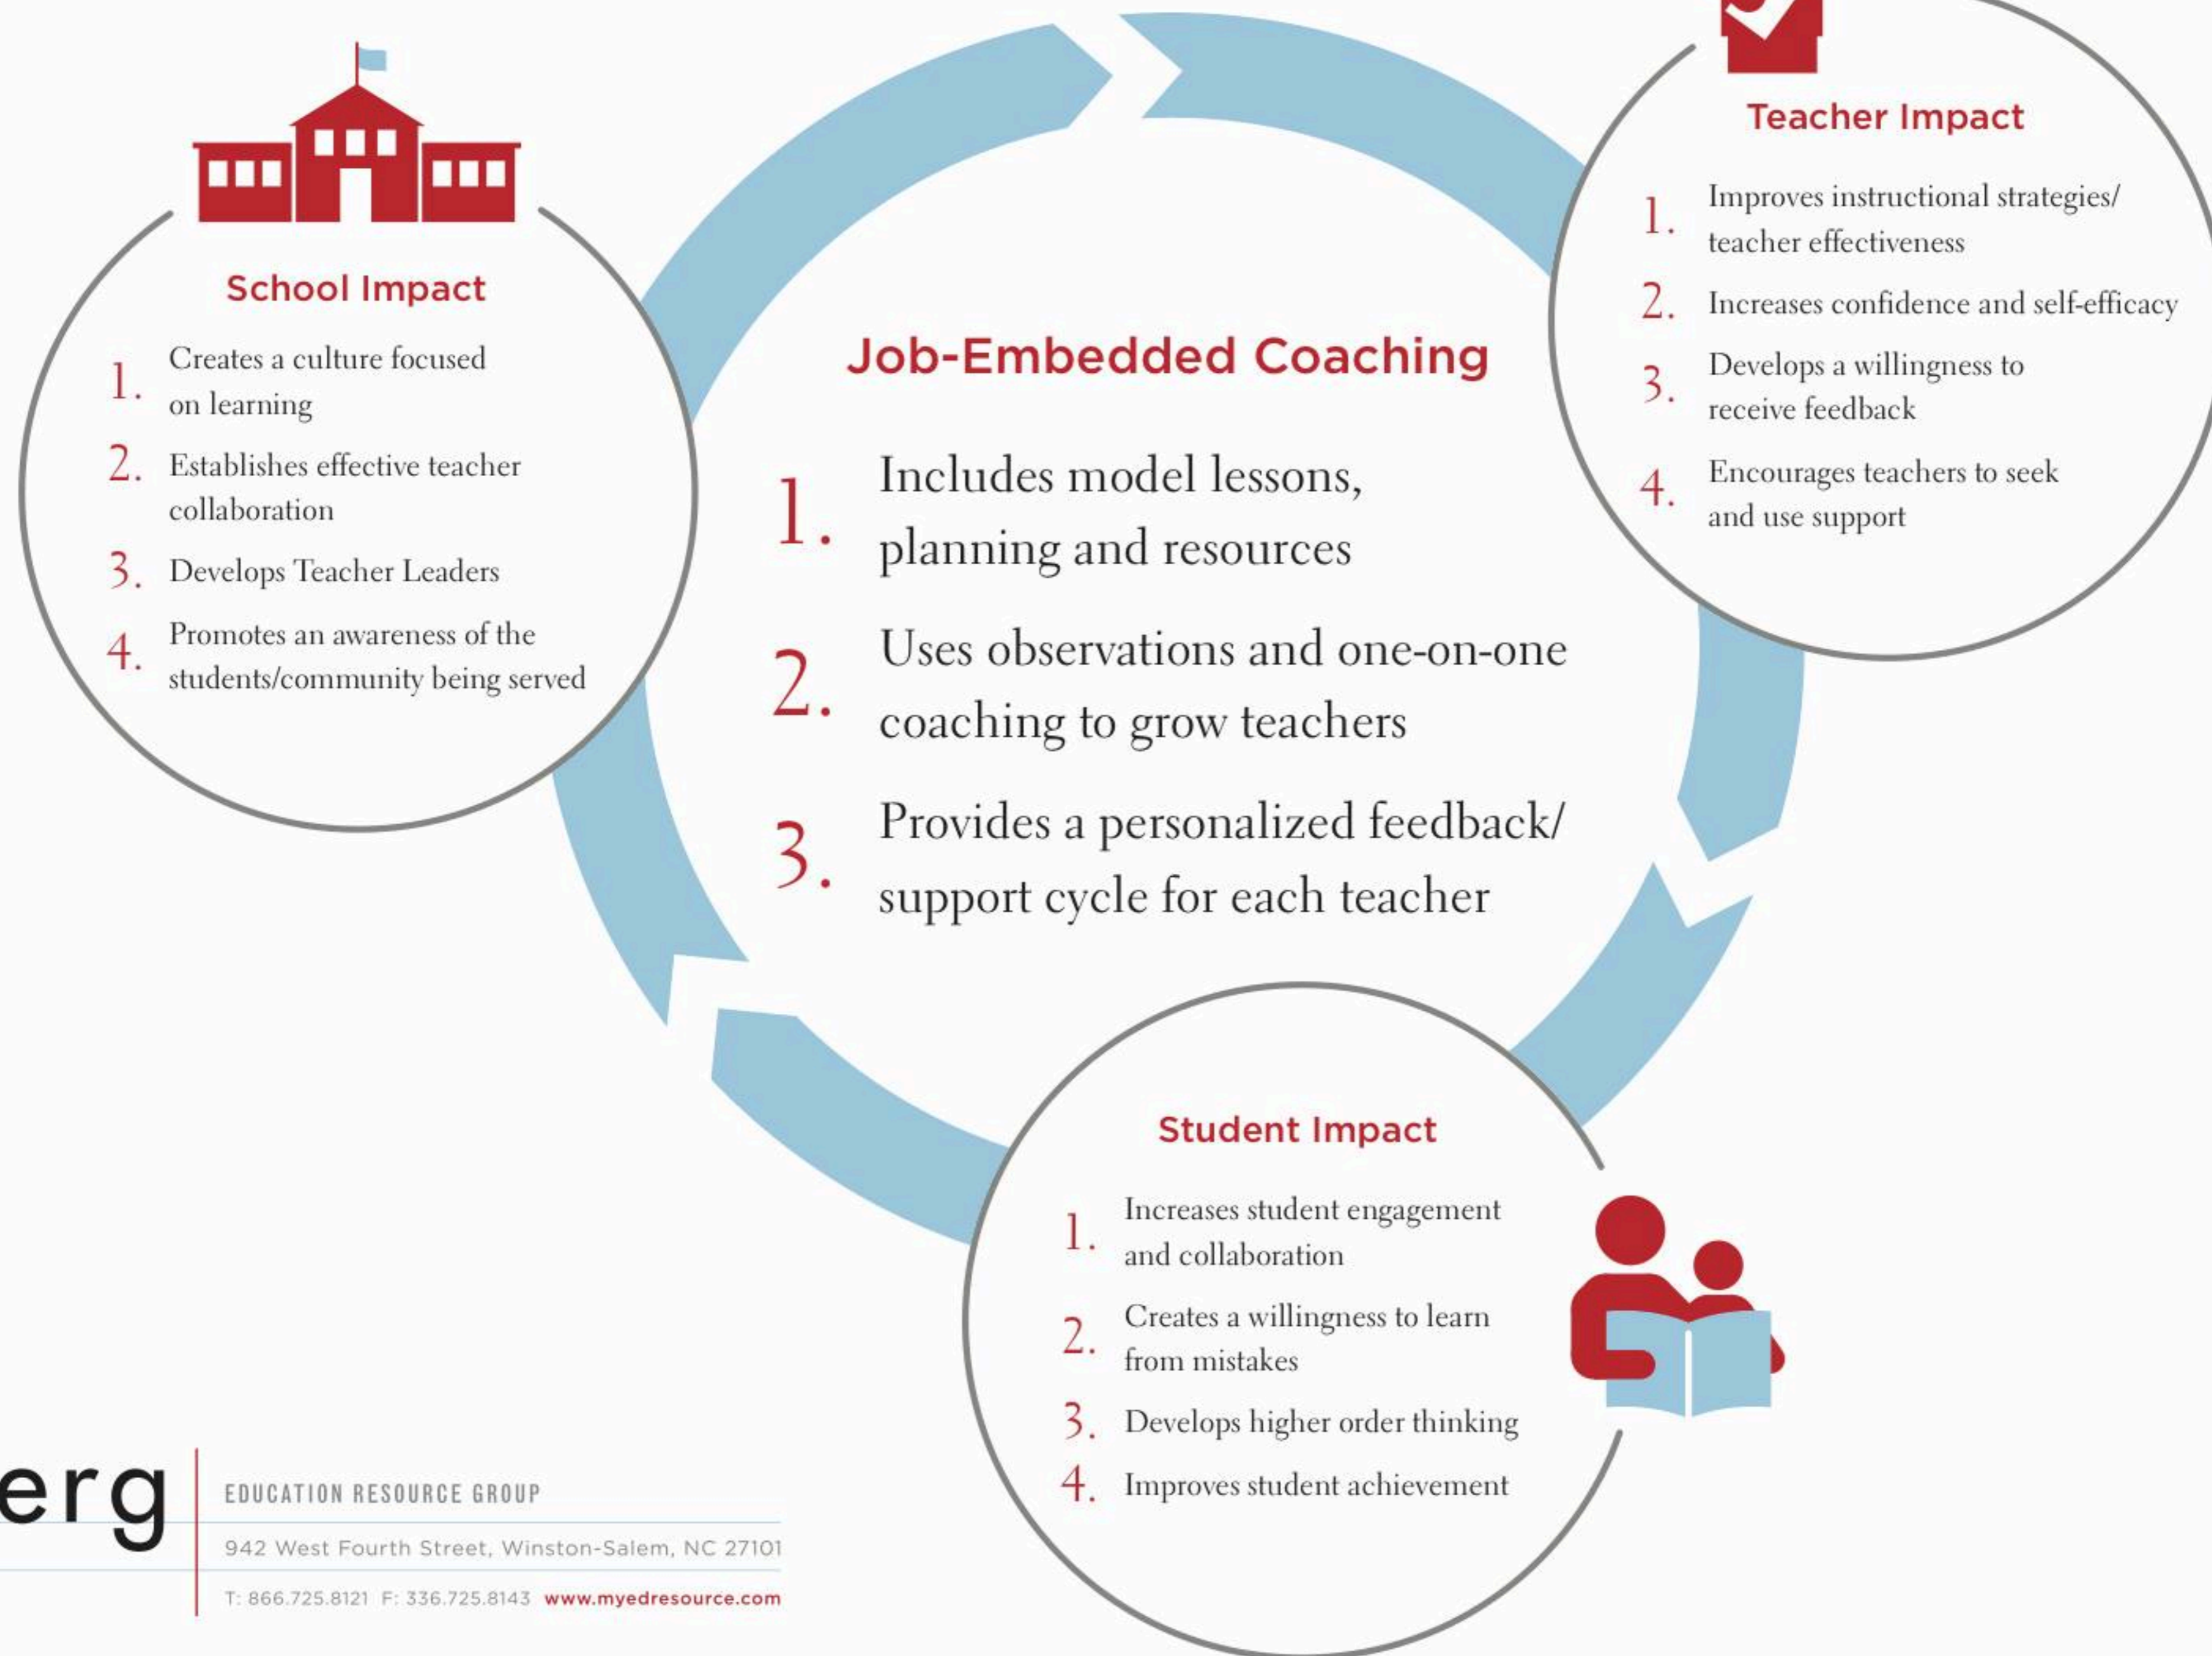 School Impact
1. Creates a culture focused
on learning
2. Establishes effective teacher
collaboration
3. Develops Teacher Leaders
4. Promotes an awareness of the
students/community being served
Job-Embedded Coaching
1. Includes model lessons,
planning and resources
2. Uses observations and one-on-one
coaching to grow teachers
3. Provides a personalized feedback/
support cycle for each teacher
Teacher Impact
1. Improves instructional strategies/
teacher effectiveness
2. Increases confidence and self-efficacy
3. Develops a willingness to
receive feedback
4. Encourages teachers to seek
and use support
Student Impact
1. Increases student engagement
and collaboration
2. Creates a willingness to learn
from mistakes
3. Develops higher order thinking
4. Improves student achievement
erg
EDUCATION RESOURCE GROUP
942 West Fourth Street, Winston-Salem, NC 27101
T: 866.725.8121 F: 336.725.8143 www.myedresource.com